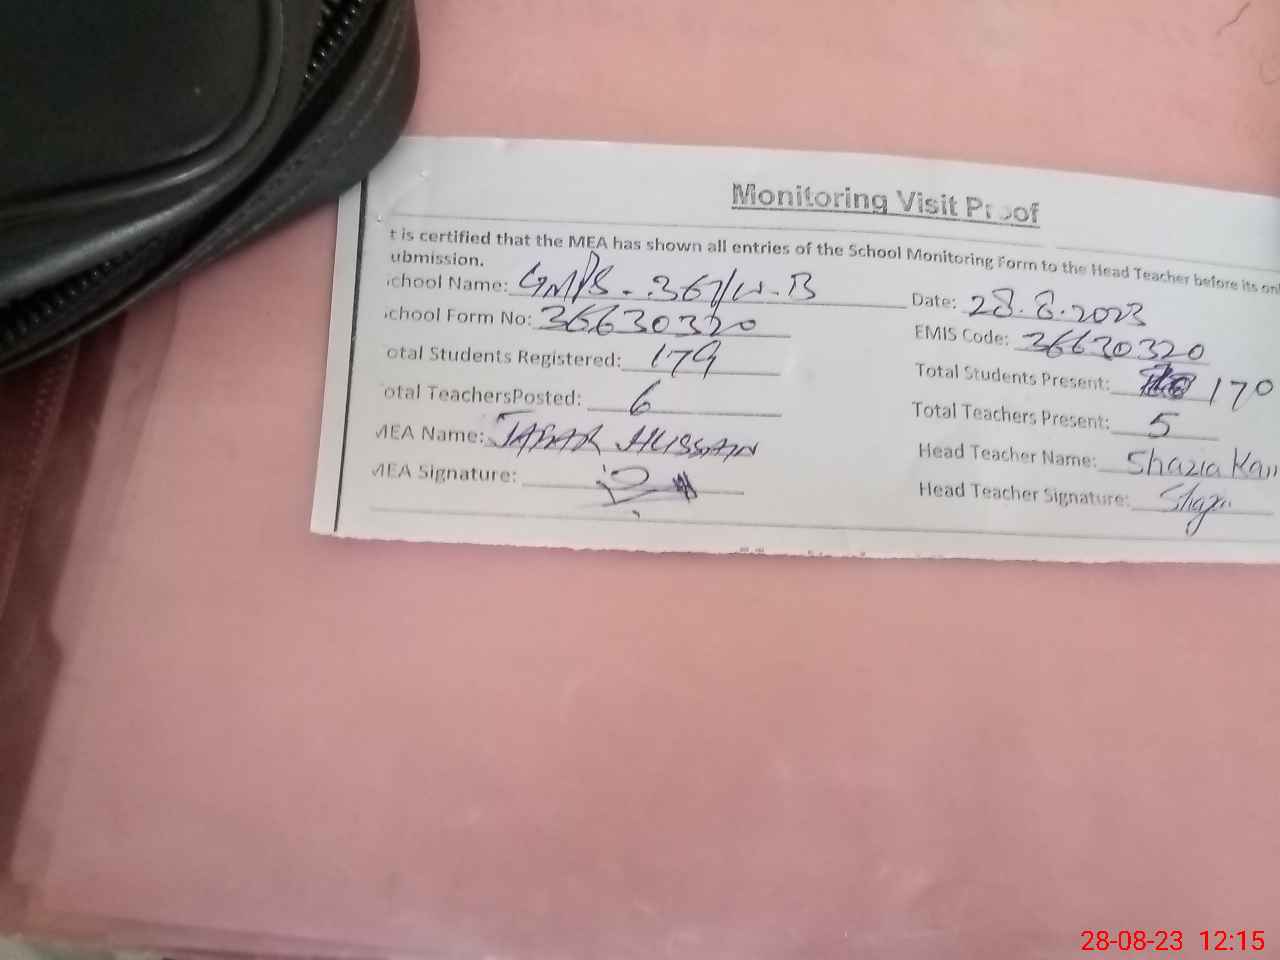 Monitoring Visit Proof
t is certified that the MEA has shown all entries of the School Monitoring Form to the Head Teacher before its onl
ubmission.
chool Name: GMPS - 367/W.B Date: 28.8.2023
chool Form No: 36630320 EMIS Code: 36630320
otal Students Registered: 179 Total Students Present: 170
otal TeachersPosted: 6 Total Teachers Present: 5
MEA Name: JABAR HUSSAIN Head Teacher Name: Shazia
MEA Signature: Head Teacher Signature:
28-08-23 12:15